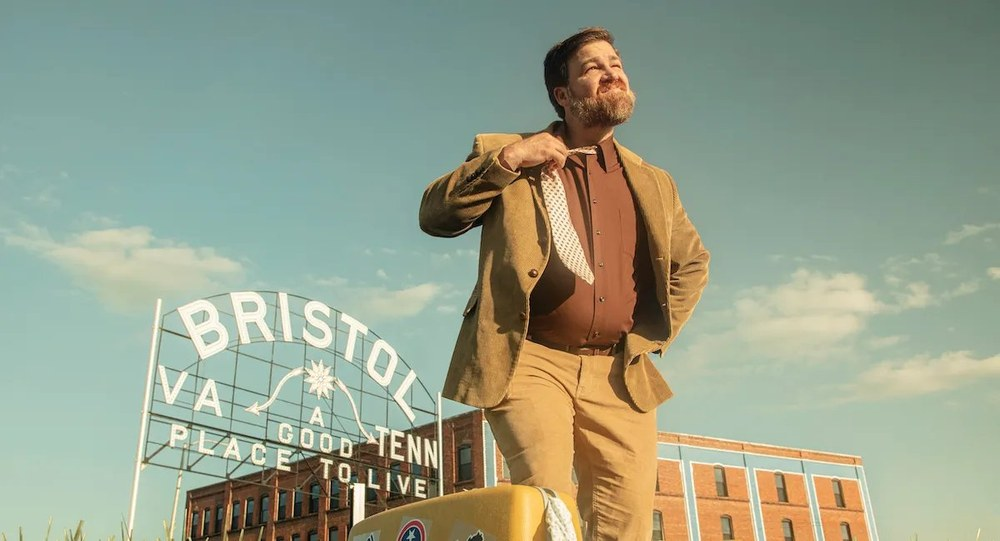 BRISTOL
VA TENN
A
GOOD
PLACE TO LIVE